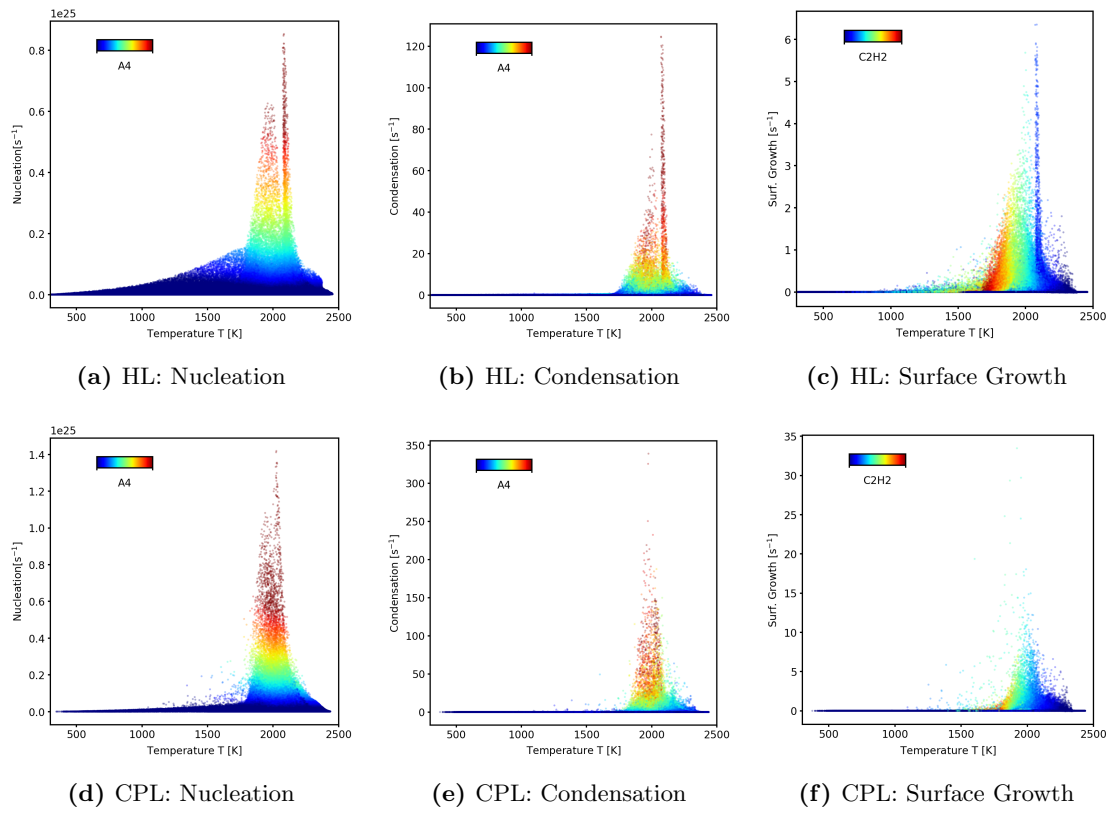 1e25
0.8
0.6
0.4
0.2
0.0
Nucleation[s⁻¹]
A4
500 1000 1500 2000 2500
Temperature T [K]
(a) HL: Nucleation
120
100
80
60
40
20
0
Condensation [s⁻¹]
A4
500 1000 1500 2000 2500
Temperature T [K]
(b) HL: Condensation
6
5
4
3
2
1
0
Surf. Growth [s⁻¹]
C2H2
500 1000 1500 2000 2500
Temperature T [K]
(c) HL: Surface Growth
1e25
1.4
1.2
1.0
0.8
0.6
0.4
0.2
0.0
Nucleation[s⁻¹]
A4
500 1000 1500 2000 2500
Temperature T [K]
(d) CPL: Nucleation
350
300
250
200
150
100
50
0
Condensation [s⁻¹]
A4
500 1000 1500 2000 2500
Temperature T [K]
(e) CPL: Condensation
35
30
25
20
15
10
5
0
Surf. Growth [s⁻¹]
C2H2
500 1000 1500 2000 2500
Temperature T [K]
(f) CPL: Surface Growth